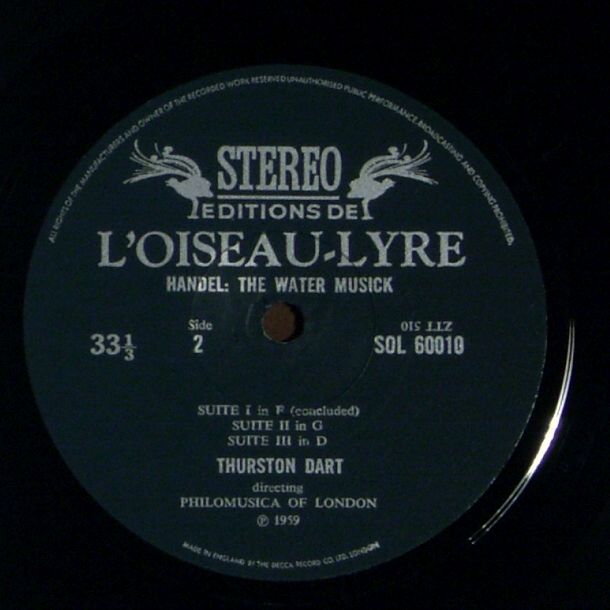 ALL RIGHTS OF THE MANUFACTURERS AND OWNER OF THE RECORDED WORK RESERVED UNAUTHORISED PUBLIC PERFORMANCE, BROADCASTING AND COPYING PROHIBITED.
STEREO
EDITIONS DE
L'OISEAU-LYRE
HANDEL: THE WATER MUSICK
33⅓
Side
2
ZTT 510
SOL 60010
SUITE I in F (concluded)
SUITE II in G
SUITE III in D
THURSTON DART
directing
PHILOMUSICA OF LONDON
℗ 1959
MADE IN ENGLAND BY THE DECCA RECORD CO. LTD. LONDON